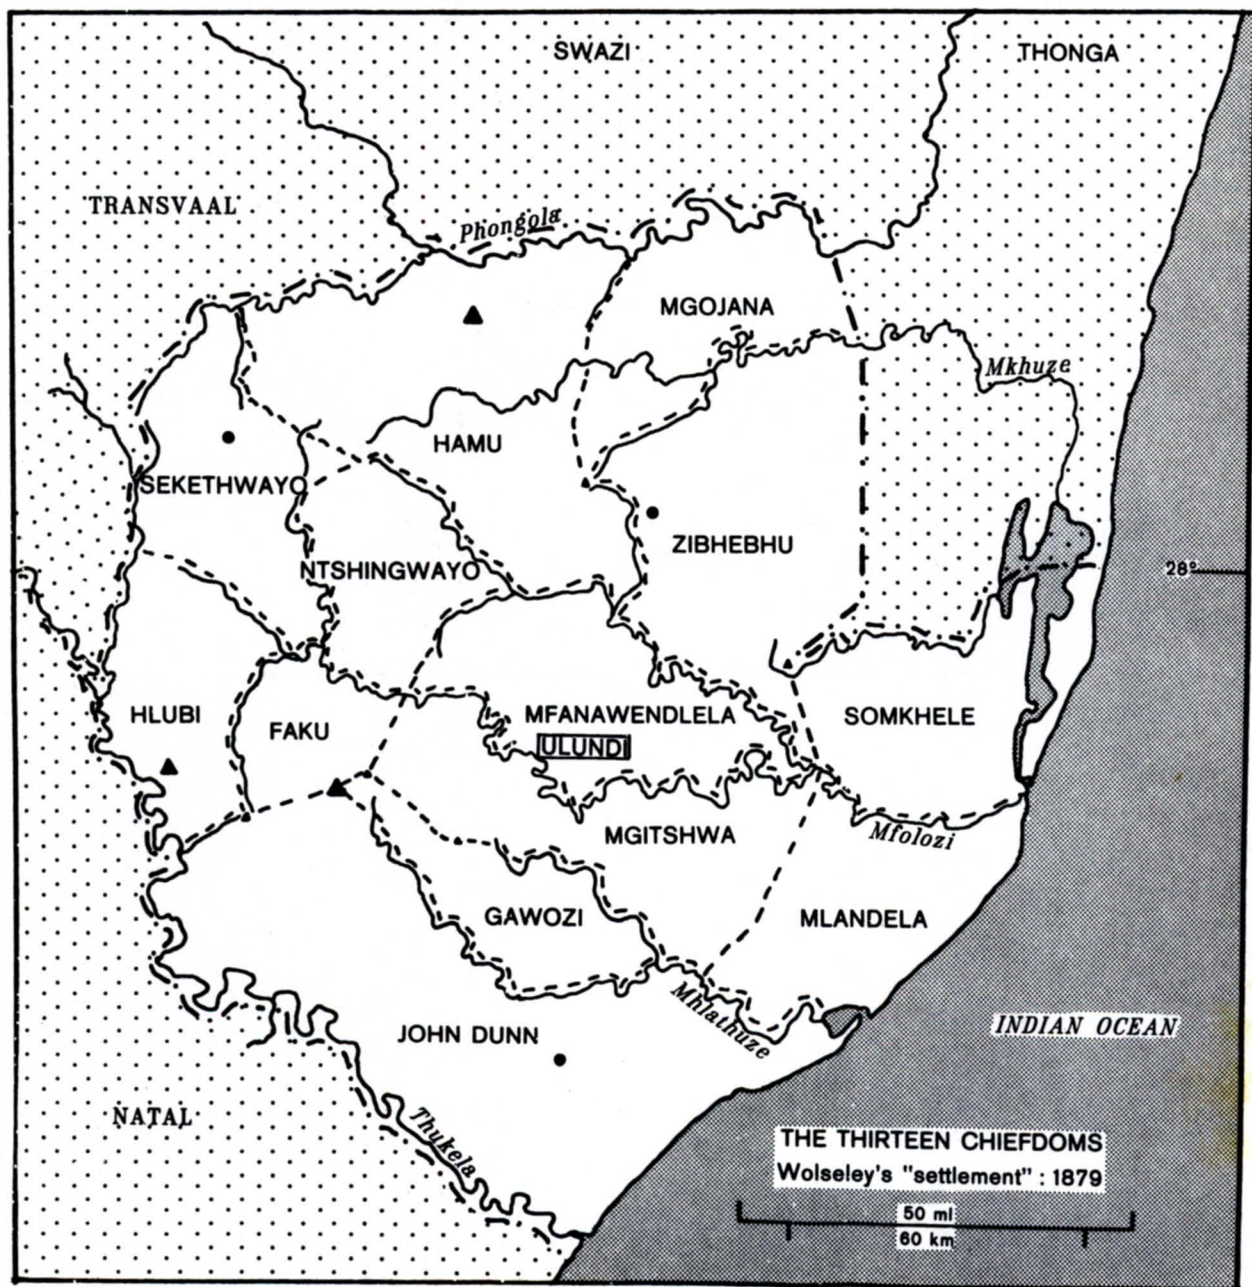 SWAZI
THONGA
TRANSVAAL
Phongola
MGOJANA
Mkhuze
HAMU
SEKETHWAYO
ZIBHEBHU
NTSHINGWAYO
28°
HLUBI
FAKU
MFANAWENDLELA
SOMKHELE
ULUNDI
MGITSHWA
Mfolozi
GAWOZI
MLANDELA
Mhlathuze
INDIAN OCEAN
JOHN DUNN
NATAL
Thukela
THE THIRTEEN CHIEFDOMS
Wolseley's "settlement" : 1879
50 mi
60 km